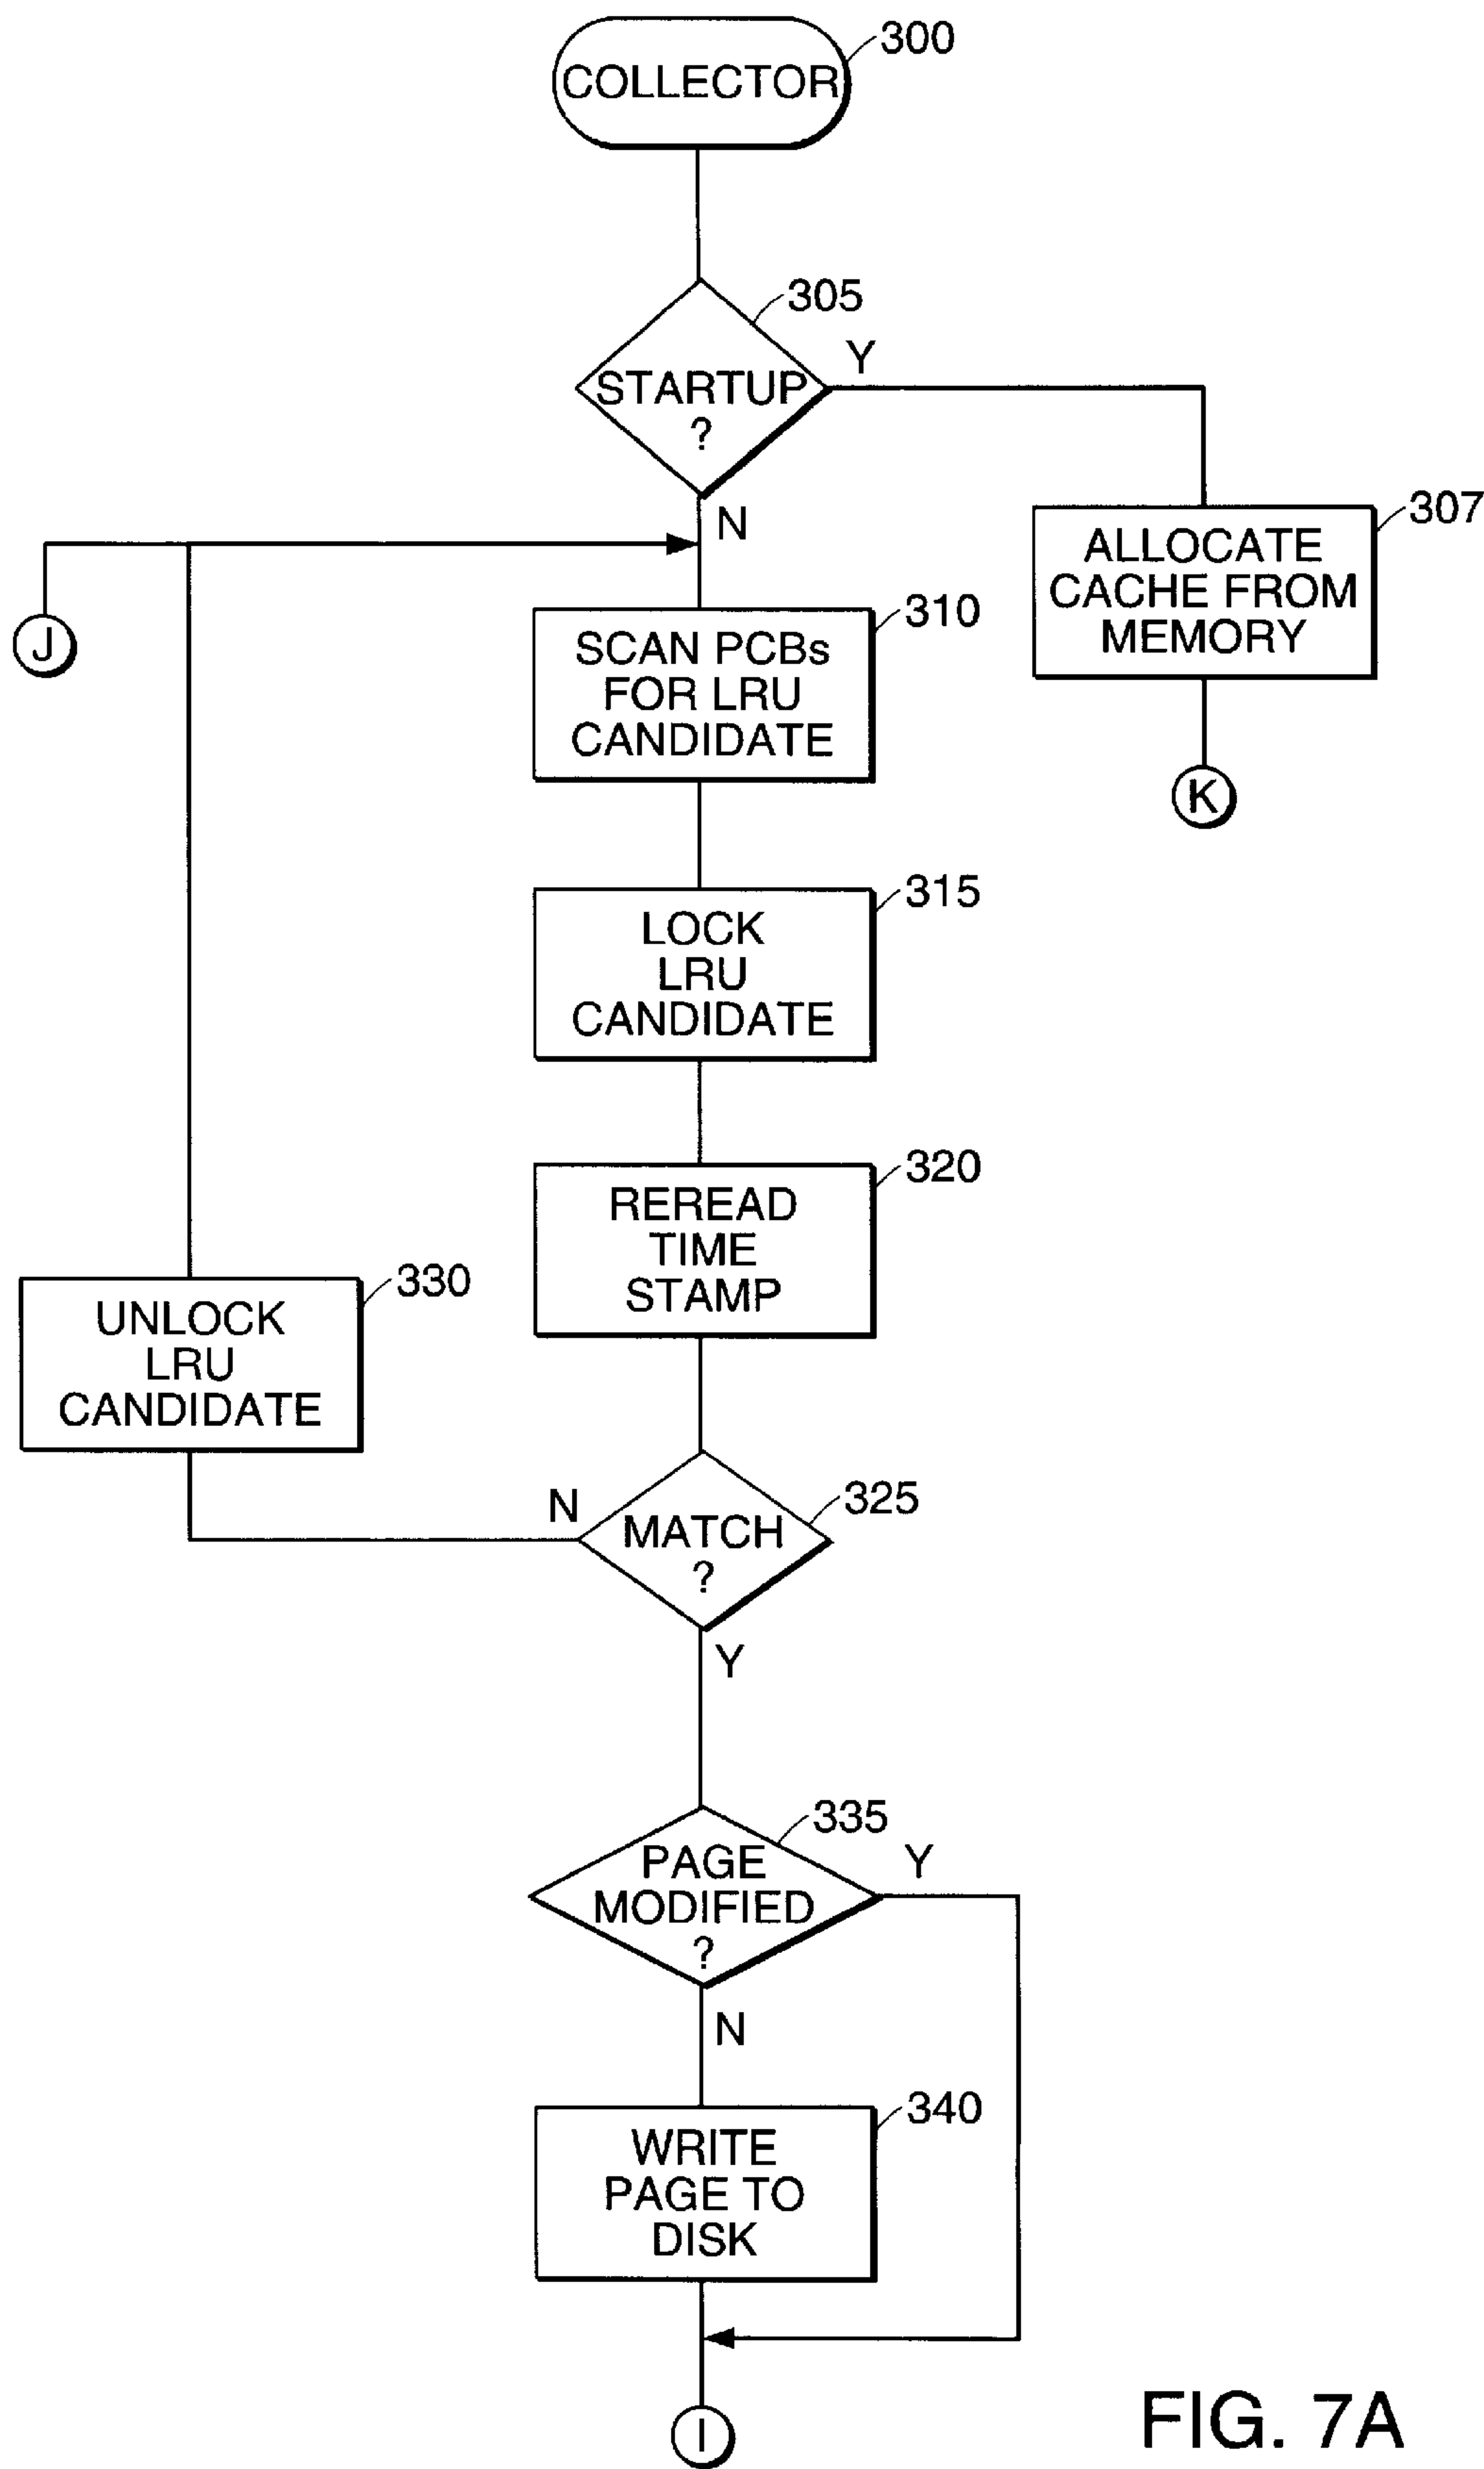 COLLECTOR
300
305
STARTUP
?
Y
N
307
ALLOCATE
CACHE FROM
MEMORY
K
J
310
SCAN PCBs
FOR LRU
CANDIDATE
315
LOCK
LRU
CANDIDATE
320
REREAD
TIME
STAMP
330
UNLOCK
LRU
CANDIDATE
325
N
MATCH
?
Y
335
PAGE
MODIFIED
?
Y
N
340
WRITE
PAGE TO
DISK
I
FIG. 7A